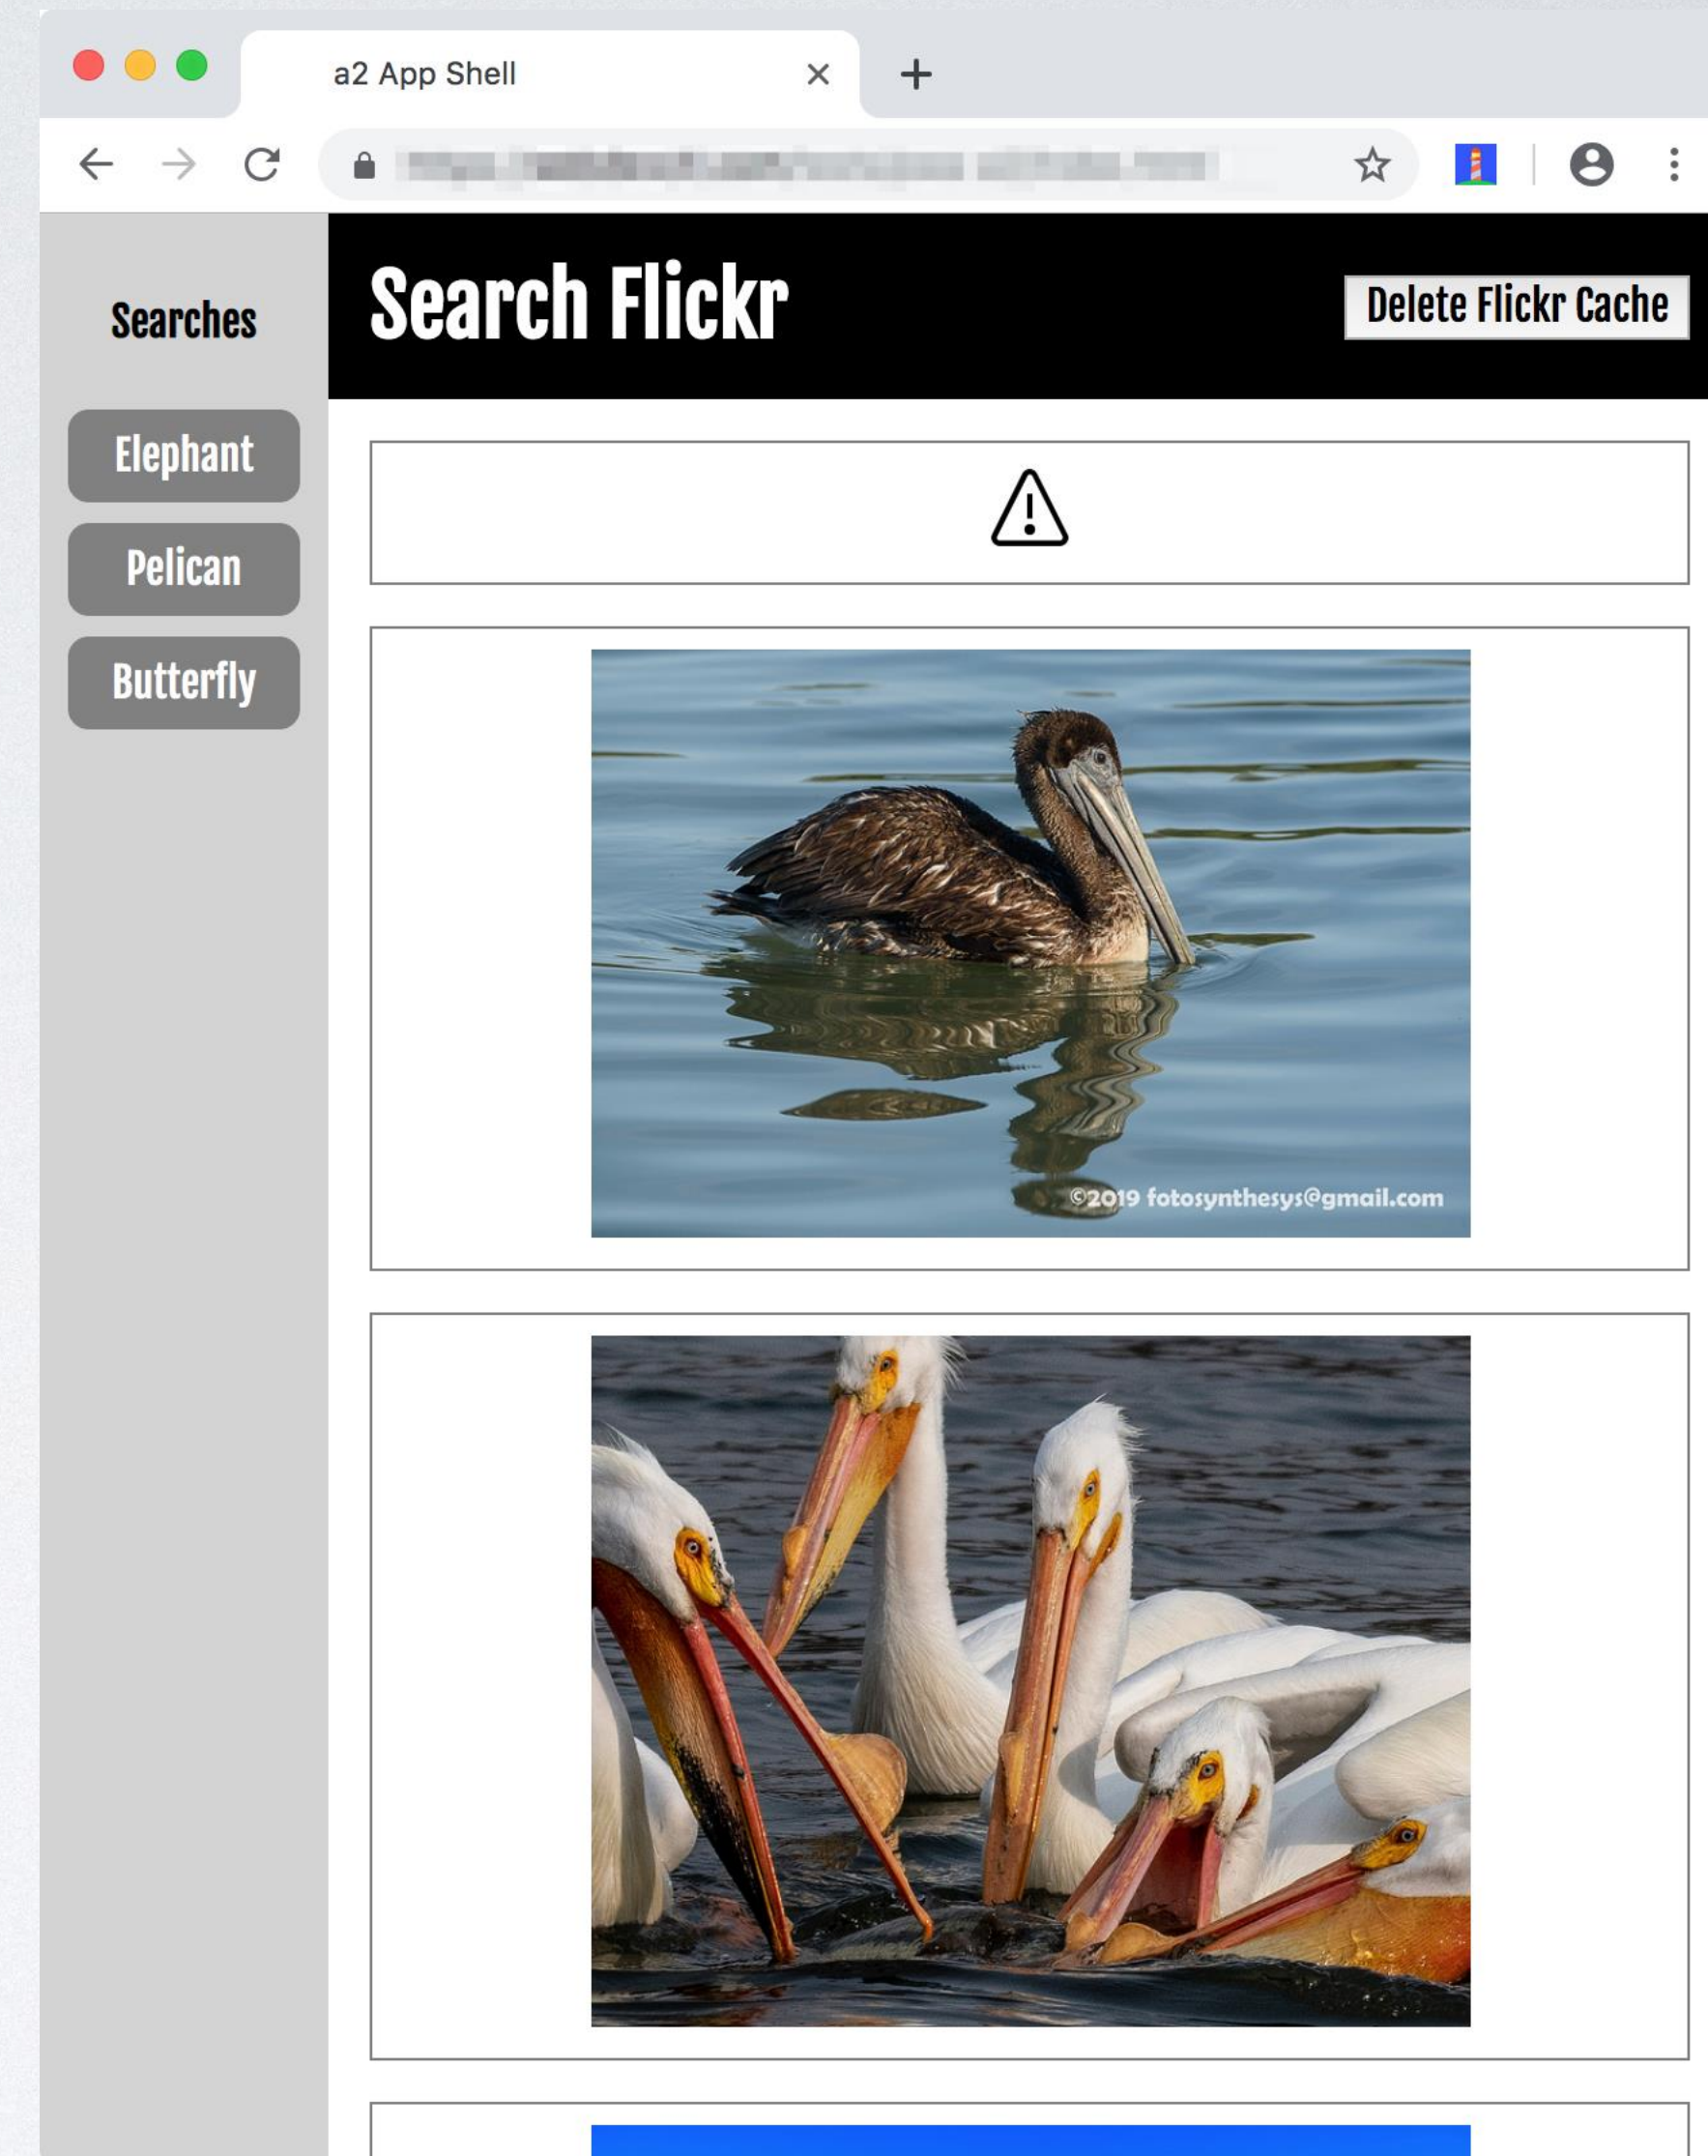 a2 App Shell
Searches
Search Flickr
Delete Flickr Cache
Elephant
Pelican
Butterfly
©2019 fotosynthesys@gmail.com